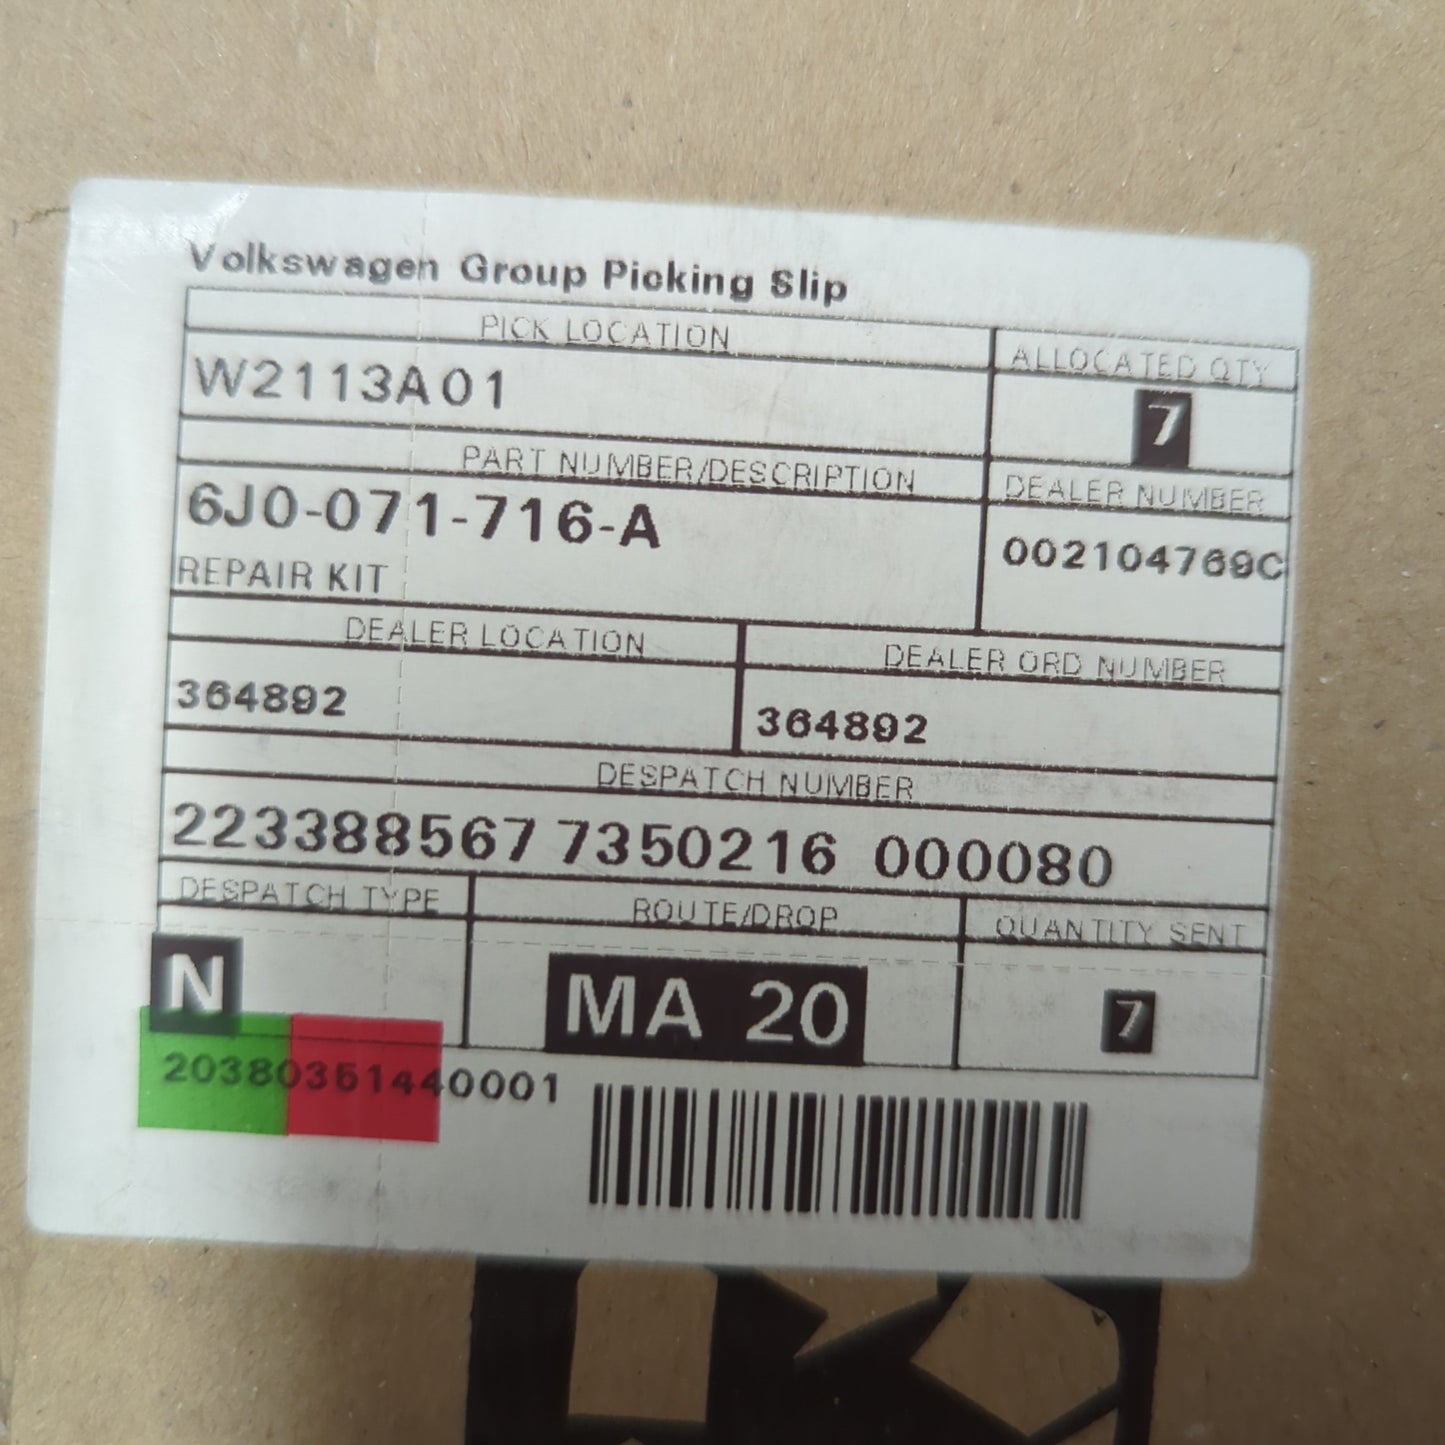 Volkswagen Group Picking Slip
PICK LOCATION
ALLOCATED QTY
W2113A01
7
PART NUMBER/DESCRIPTION
DEALER NUMBER
6J0-071-716-A
002104769C
REPAIR KIT
DEALER LOCATION
DEALER ORD NUMBER
364892
364892
DESPATCH NUMBER
223388567 7350216 000080
DESPATCH TYPE
ROUTE/DROP
QUANTITY SENT
N
MA 20
7
20380351440001